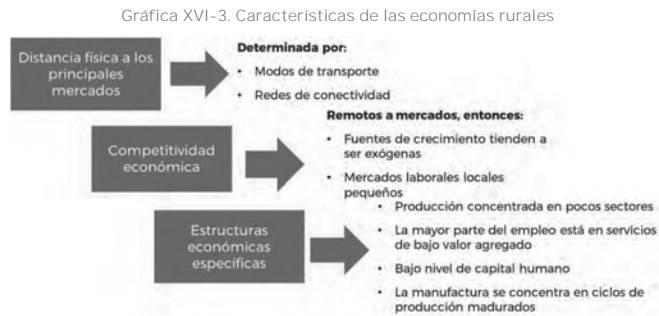 Gráfica XVI-3. Características de las economías rurales
Distancia física a los
principales
mercados
Determinada por:
• Modos de transporte
• Redes de conectividad
Competitividad
económica
Remotos a mercados, entonces:
• Fuentes de crecimiento tienden a
ser exógenas
• Mercados laborales locales
pequeños
Estructuras
económicas
específicas
• Producción concentrada en pocos sectores
• La mayor parte del empleo está en servicios
de bajo valor agregado
• Bajo nivel de capital humano
• La manufactura se concentra en ciclos de
producción madurados